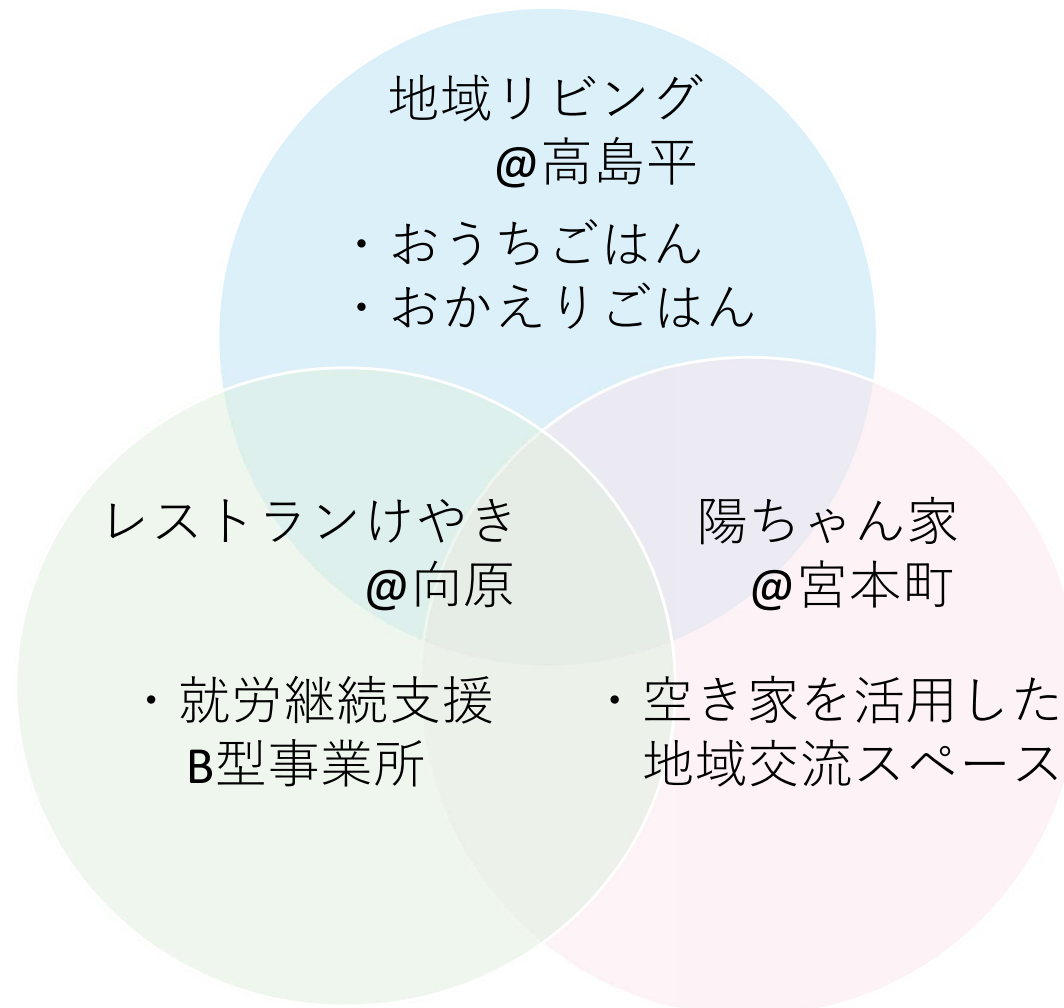 地域リビング
@高島平
・おうちごはん
・おかえりごはん
レストランけやき
@向原
・就労継続支援
B型事業所
陽ちゃん家
@宮本町
・空き家を活用した
地域交流スペース